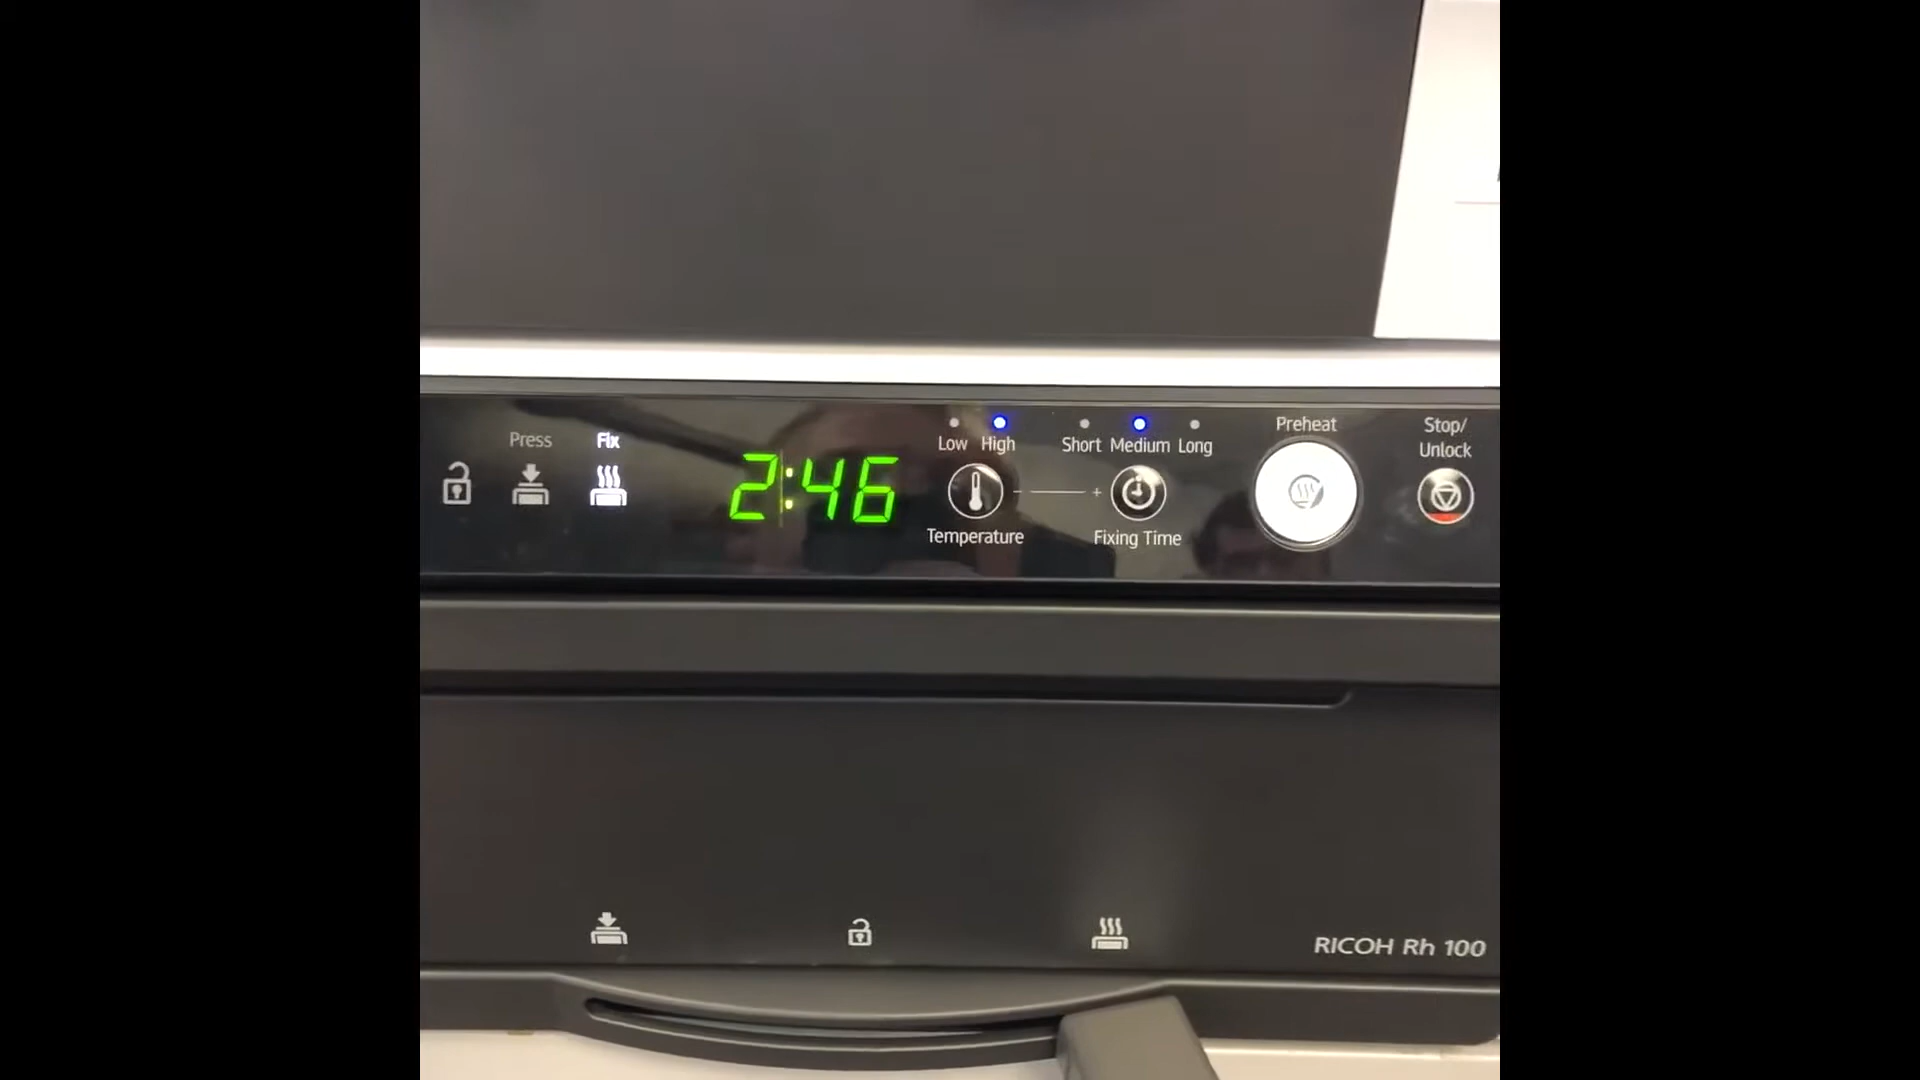 Press Fix
2:46
Low High
Temperature
Short Medium Long
Fixing Time
Preheat
Stop/
Unlock
RICOH Rh 100